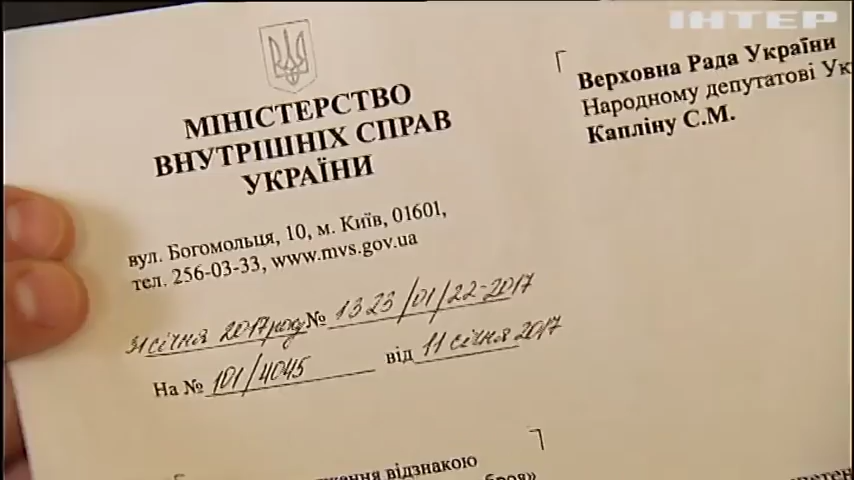 ІНТЕР
МІНІСТЕРСТВО
ВНУТРІШНІХ СПРАВ
УКРАЇНИ
вул. Богомольця, 10, м. Київ, 01601,
тел. 256-03-33, www.mvs.gov.ua
31 січня 2017 року № 1323/01/22-2017
На № 101/4045 від 11 січня 2017
Верховна Рада України
Народному депутатові Ук
Капліну С.М.
відзнакою